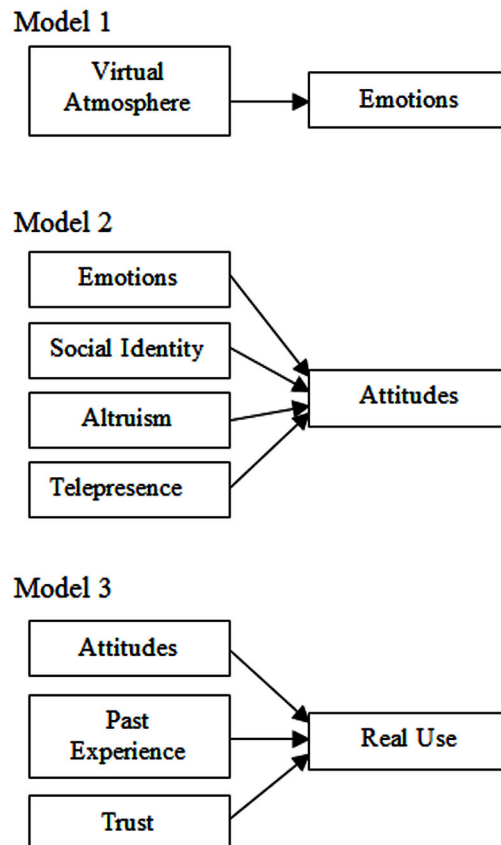 Model 1
Virtual
Atmosphere
Emotions
Model 2
Emotions
Social Identity
Altruism
Telepresence
Attitudes
Model 3
Attitudes
Past
Experience
Trust
Real Use